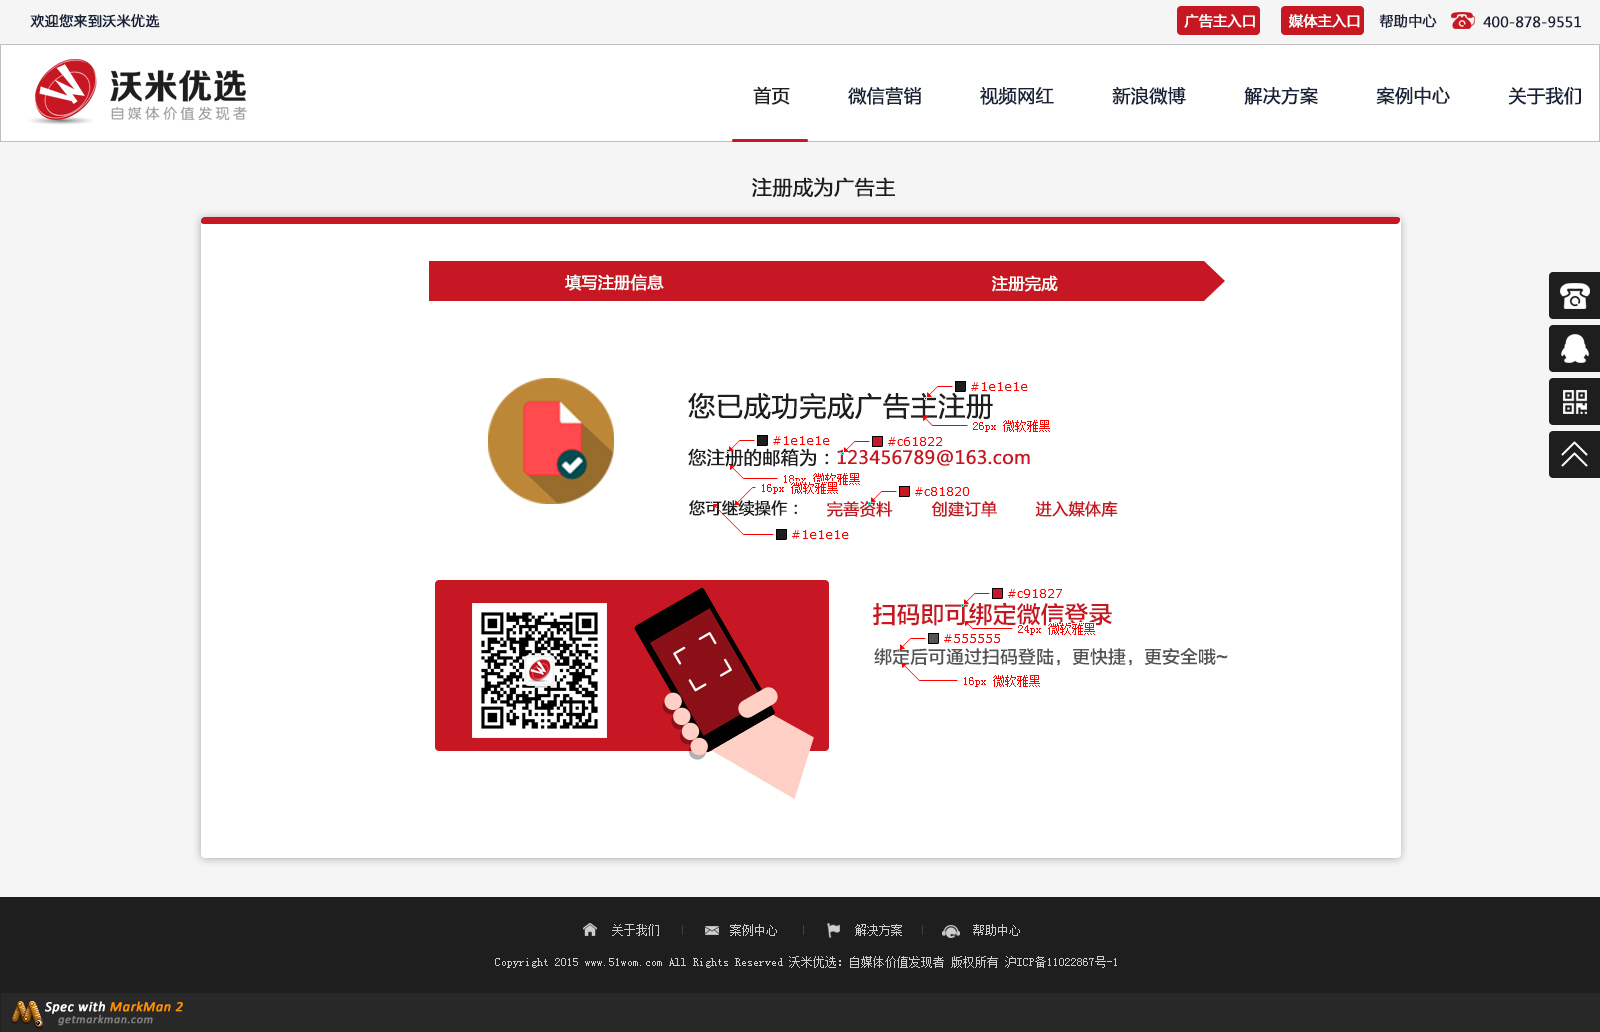 欢迎您来到沃米优选
广告主入口 媒体主入口 帮助中心 400-878-9551
沃米优选
自媒体价值发现者
首页 微信营销 视频网红 新浪微博 解决方案 案例中心 关于我们
注册成为广告主
填写注册信息 注册完成
#1e1e1e
您已成功完成广告主注册
26px 微软雅黑
#1e1e1e #c61822
您注册的邮箱为：123456789@163.com
18px 微软雅黑
16px 微软雅黑
#c81820
您可继续操作： 完善资料 创建订单 进入媒体库
#1e1e1e
#c91827
扫码即可绑定微信登录
24px 微软雅黑
#555555
绑定后可通过扫码登陆，更快捷，更安全哦~
16px 微软雅黑
关于我们 案例中心 解决方案 帮助中心
Copyright 2015 www.51wom.com All Rights Reserved 沃米优选：自媒体价值发现者 版权所有 沪ICP备11022867号-1
Spec with MarkMan 2
getmarkman.com